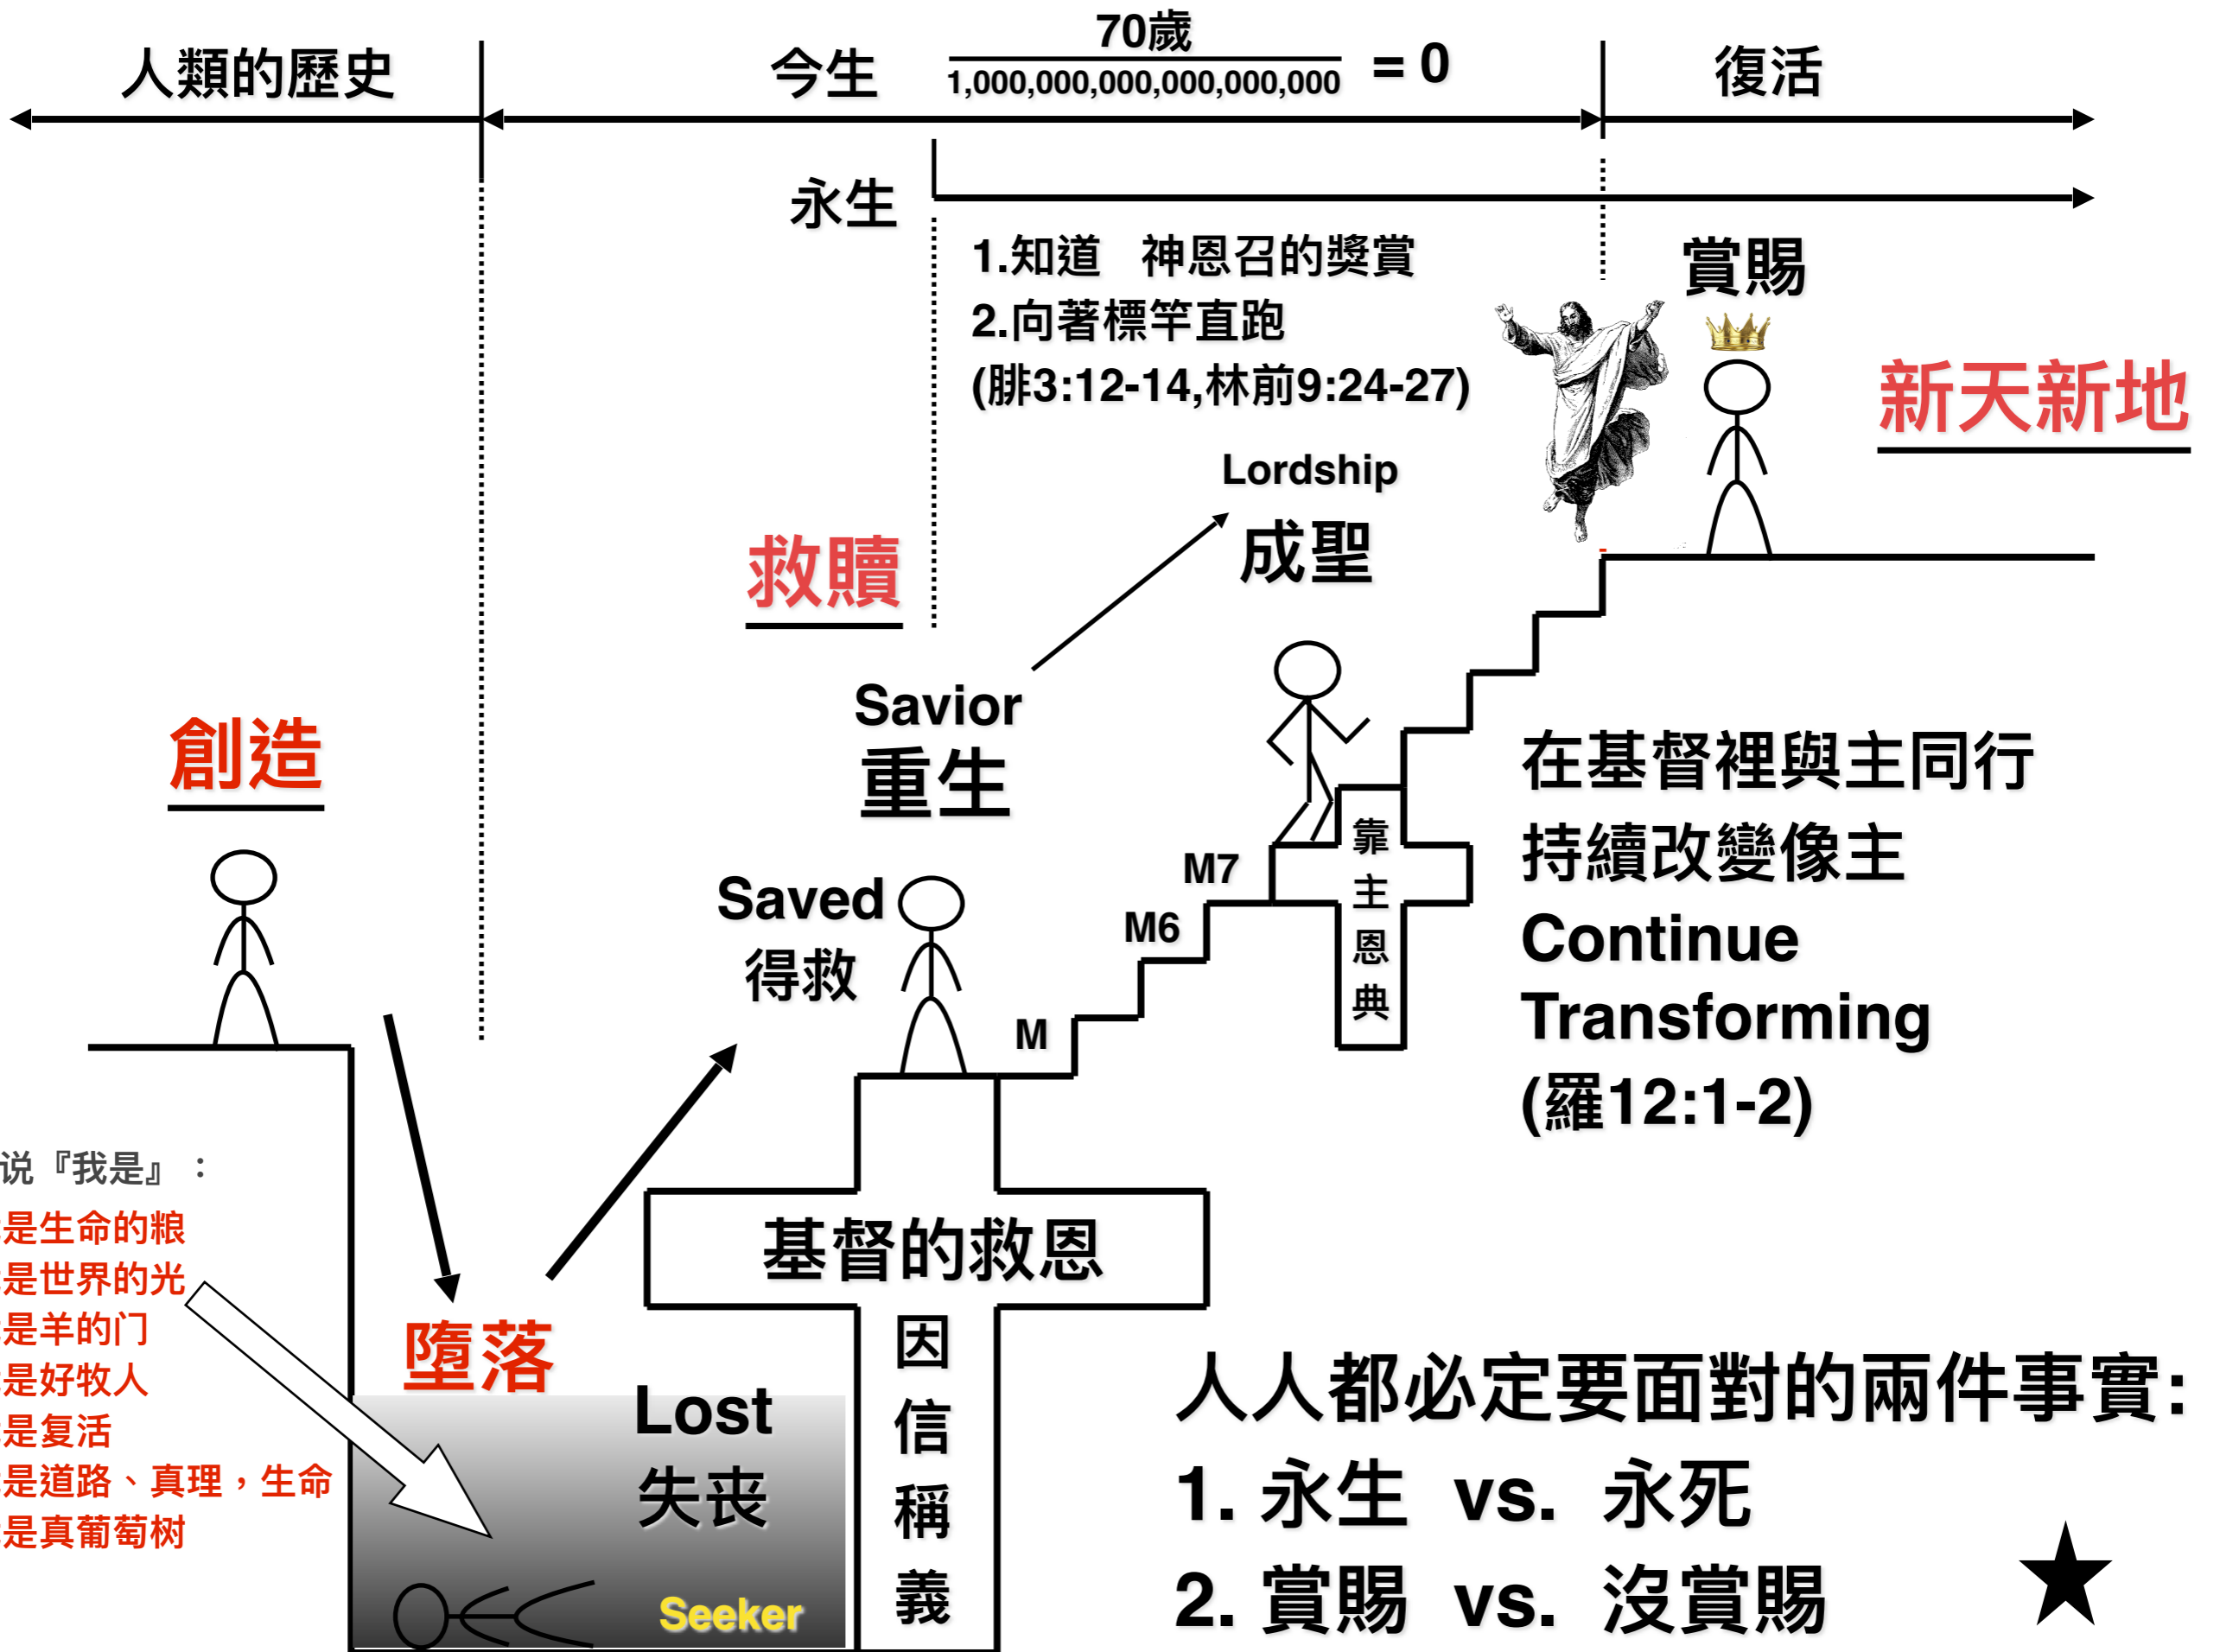 人類的歷史
今生
70歲
1,000,000,000,000,000,000
= 0
復活
永生
1.知道 神恩召的獎賞
2.向著標竿直跑
(腓3:12-14,林前9:24-27)
賞賜
新天新地
Lordship
成聖
救贖
Savior
重生
創造
Saved
得救
M
M6
M7
靠
主
恩
典
在基督裡與主同行
持續改變像主
Continue
Transforming
(羅12:1-2)
说『我是』：
是生命的粮
是世界的光
是羊的门
是好牧人
是复活
是道路、真理，生命
是真葡萄树
墮落
Lost
失丧
Seeker
基督的救恩
因
信
稱
義
人人都必定要面對的兩件事實:
1. 永生 vs. 永死
2. 賞賜 vs. 沒賞賜